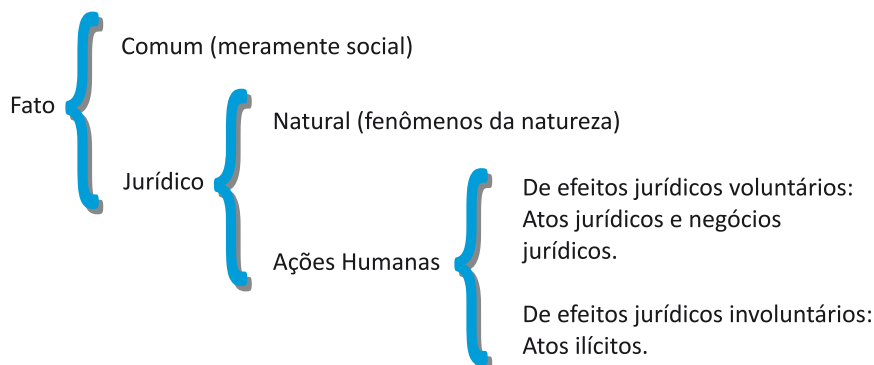 Comum (meramente social)
Fato
Natural (fenômenos da natureza)
Jurídico
De efeitos jurídicos voluntários:
Atos jurídicos e negócios
jurídicos.
Ações Humanas
De efeitos jurídicos involuntários:
Atos ilícitos.